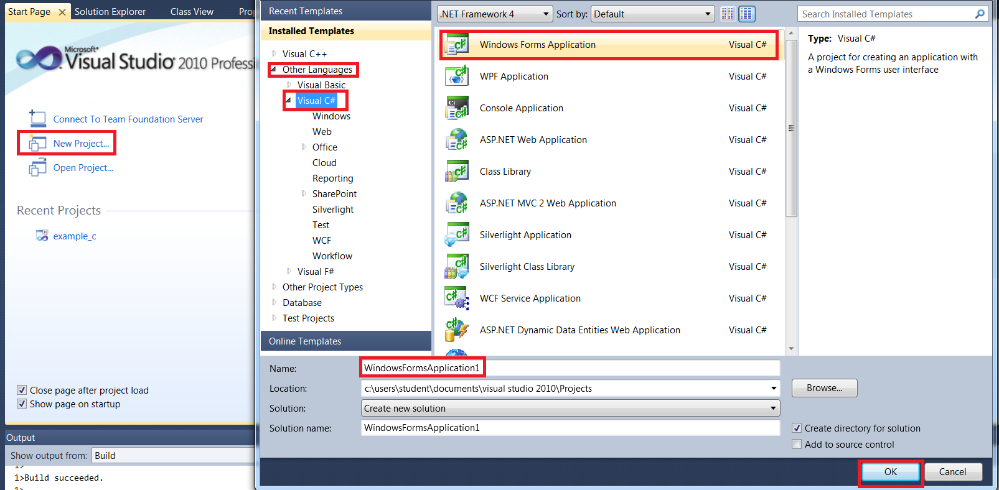 Start Page
Solution Explorer
Class View
Microsoft®
Visual Studio® 2010
Connect To Team Foundation Server
New Project...
Open Project...
Recent Projects
example_c
Close page after project load
Show page on startup
Output
Show output from: Build
1>
1>Build succeeded.
1>
Recent Templates
Installed Templates
Visual C++
Other Languages
Visual Basic
Visual C#
Windows
Web
Office
Cloud
Reporting
SharePoint
Silverlight
Test
WCF
Workflow
Visual F#
Other Project Types
Database
Test Projects
Online Templates
.NET Framework 4
Sort by: Default
Search Installed Templates
Windows Forms Application Visual C#
WPF Application Visual C#
Console Application Visual C#
ASP.NET Web Application Visual C#
Class Library Visual C#
ASP.NET MVC 2 Web Application Visual C#
Silverlight Application Visual C#
Silverlight Class Library Visual C#
WCF Service Application Visual C#
ASP.NET Dynamic Data Entities Web Application Visual C#
Type: Visual C#
A project for creating an application with
a Windows Forms user interface
Name: WindowsFormsApplication1
Location: c:\users\student\documents\visual studio 2010\Projects
Browse...
Solution: Create new solution
Solution name: WindowsFormsApplication1
Create directory for solution
Add to source control
OK
Cancel